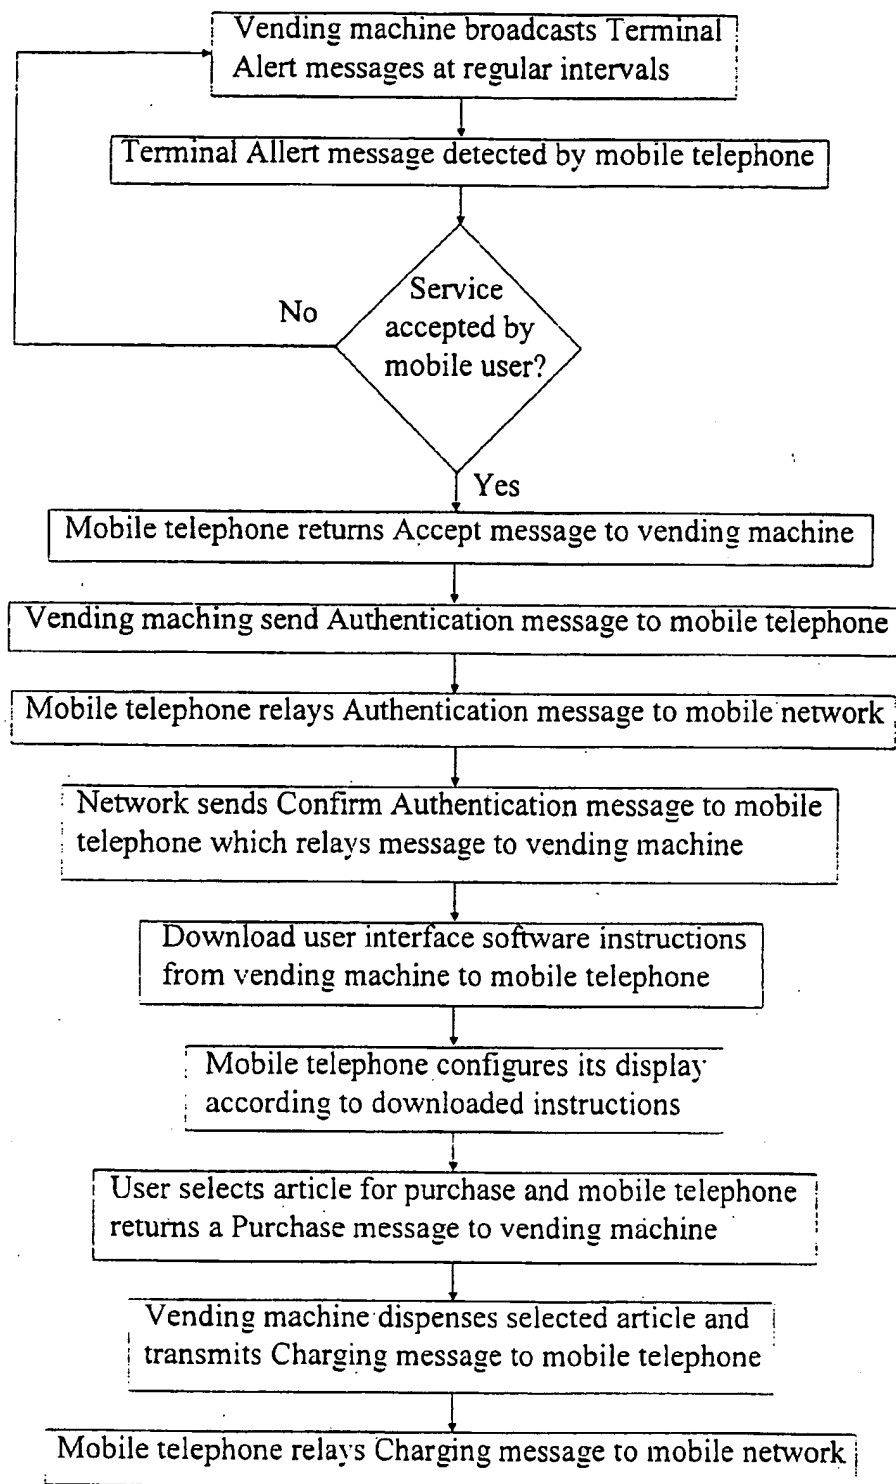 Vending machine broadcasts Terminal
Alert messages at regular intervals
Terminal Allert message detected by mobile telephone
Service
accepted by
mobile user?
No
Yes
Mobile telephone returns Accept message to vending machine
Vending maching send Authentication message to mobile telephone
Mobile telephone relays Authentication message to mobile network
Network sends Confirm Authentication message to mobile
telephone which relays message to vending machine
Download user interface software instructions
from vending machine to mobile telephone
Mobile telephone configures its display
according to downloaded instructions
User selects article for purchase and mobile telephone
returns a Purchase message to vending machine
Vending machine dispenses selected article and
transmits Charging message to mobile telephone
Mobile telephone relays Charging message to mobile network